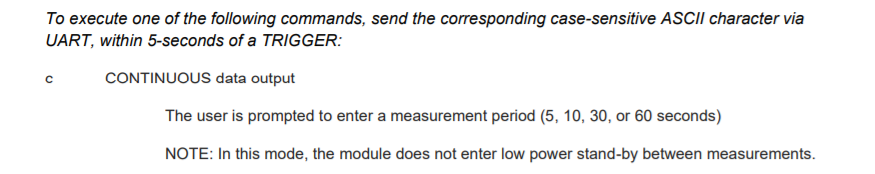 To execute one of the following commands, send the corresponding case-sensitive ASCII character via
UART, within 5-seconds of a TRIGGER:
c CONTINUOUS data output
The user is prompted to enter a measurement period (5, 10, 30, or 60 seconds)
NOTE: In this mode, the module does not enter low power stand-by between measurements.